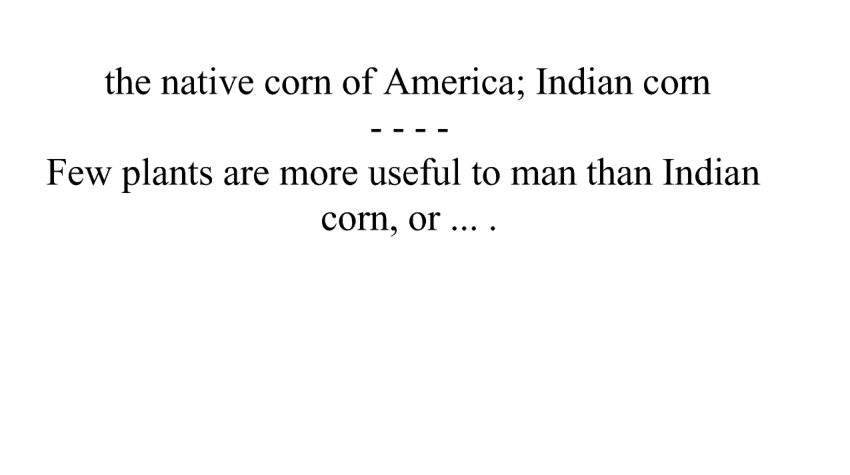 the native corn of America; Indian corn
- - - -
Few plants are more useful to man than Indian
corn, or ... .